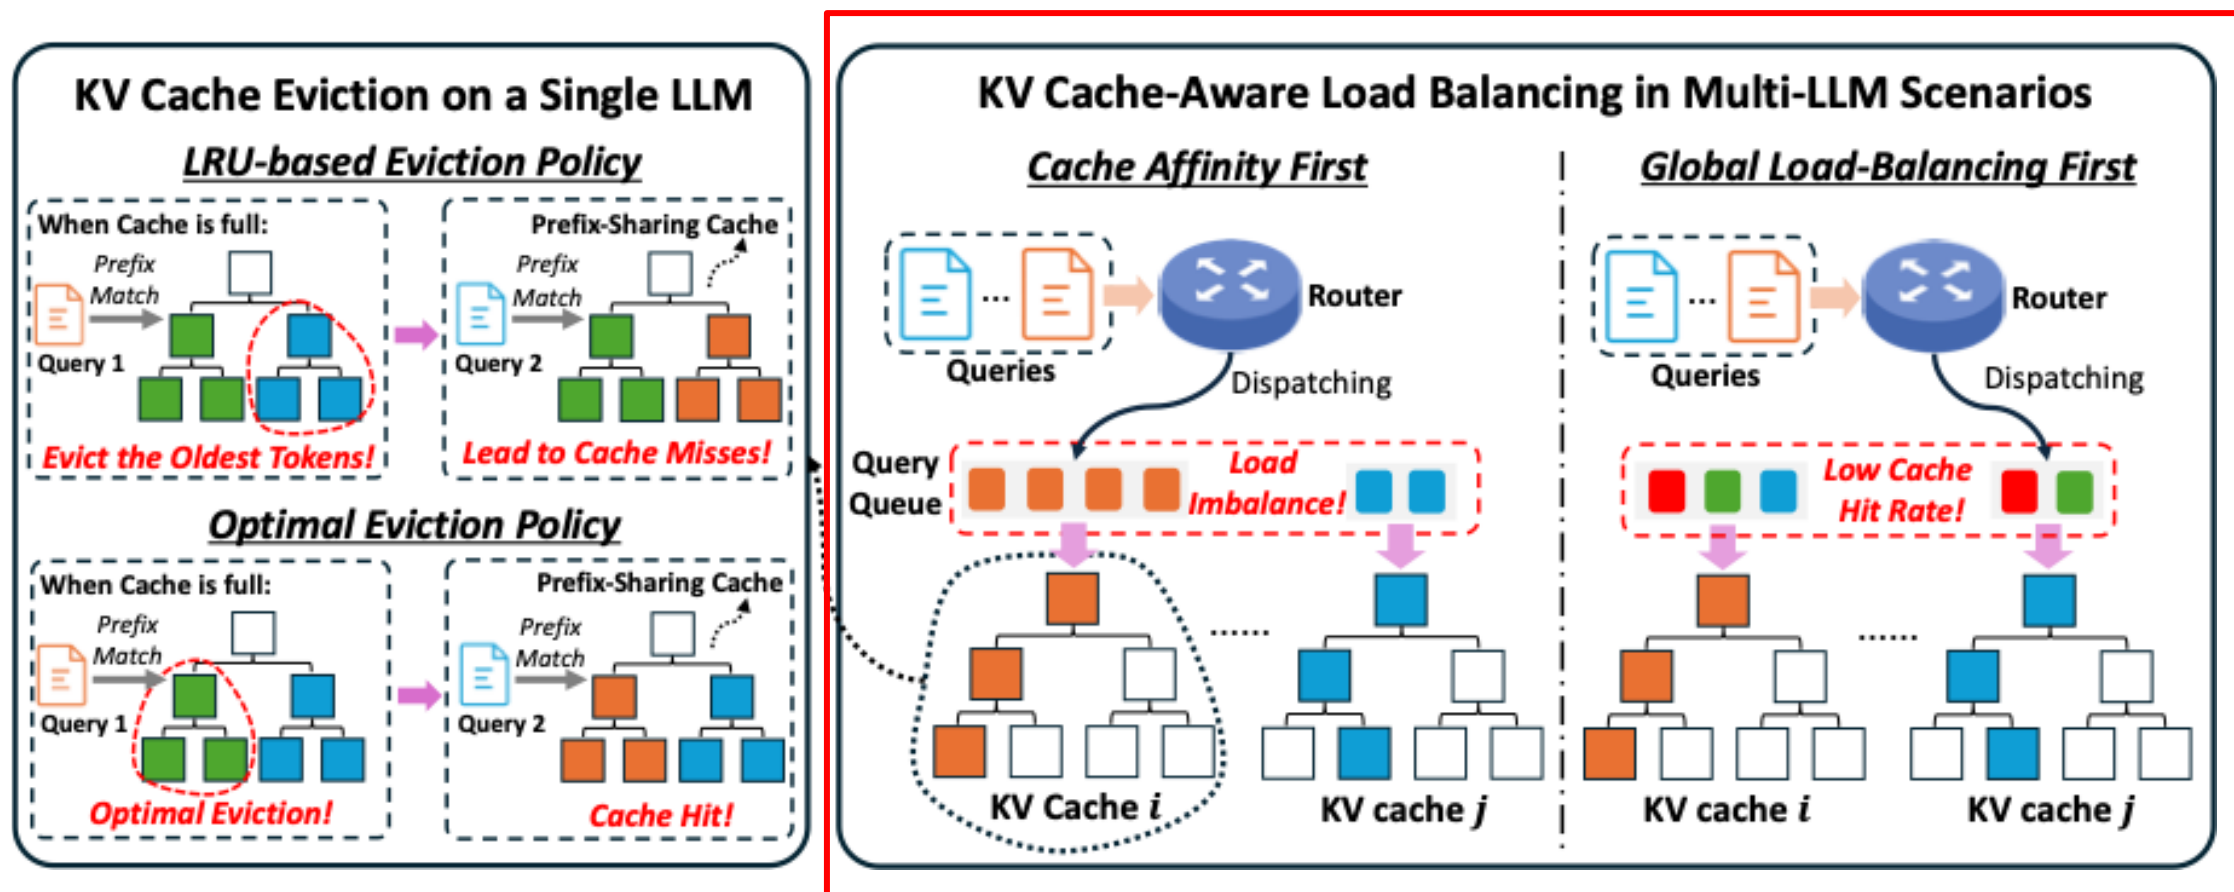 KV Cache Eviction on a Single LLM
LRU-based Eviction Policy
When Cache is full:
Prefix
Match
Query 1
Evict the Oldest Tokens!
Prefix-Sharing Cache
Prefix
Match
Query 2
Lead to Cache Misses!
Optimal Eviction Policy
When Cache is full:
Prefix
Match
Query 1
Optimal Eviction!
Prefix-Sharing Cache
Prefix
Match
Query 2
Cache Hit!
KV Cache-Aware Load Balancing in Multi-LLM Scenarios
Cache Affinity First
...
Router
Queries
Dispatching
Query
Queue
Load
Imbalance!
......
KV Cache i
KV cache j
Global Load-Balancing First
...
Router
Queries
Dispatching
Low Cache
Hit Rate!
......
KV cache i
KV cache j